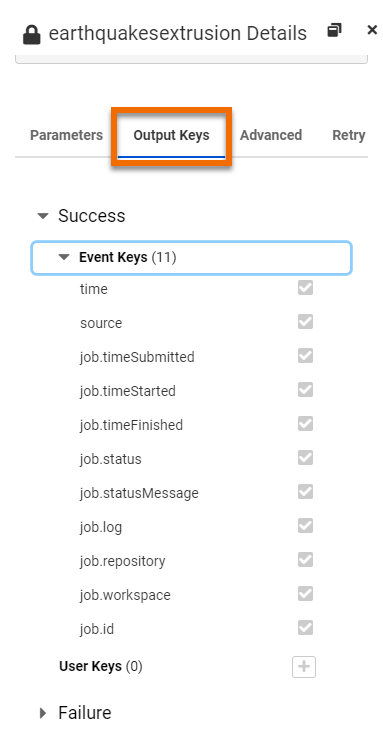 earthquakesextrusion Details
Parameters Output Keys Advanced Retry
Success
Event Keys (11)
time
source
job.timeSubmitted
job.timeStarted
job.timeFinished
job.status
job.statusMessage
job.log
job.repository
job.workspace
job.id
User Keys (0)
Failure